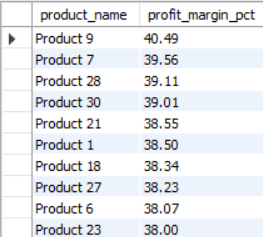 product_name profit_margin_pct
Product 9 40.49
Product 7 39.56
Product 28 39.11
Product 30 39.01
Product 21 38.55
Product 1 38.50
Product 18 38.34
Product 27 38.23
Product 6 38.07
Product 23 38.00